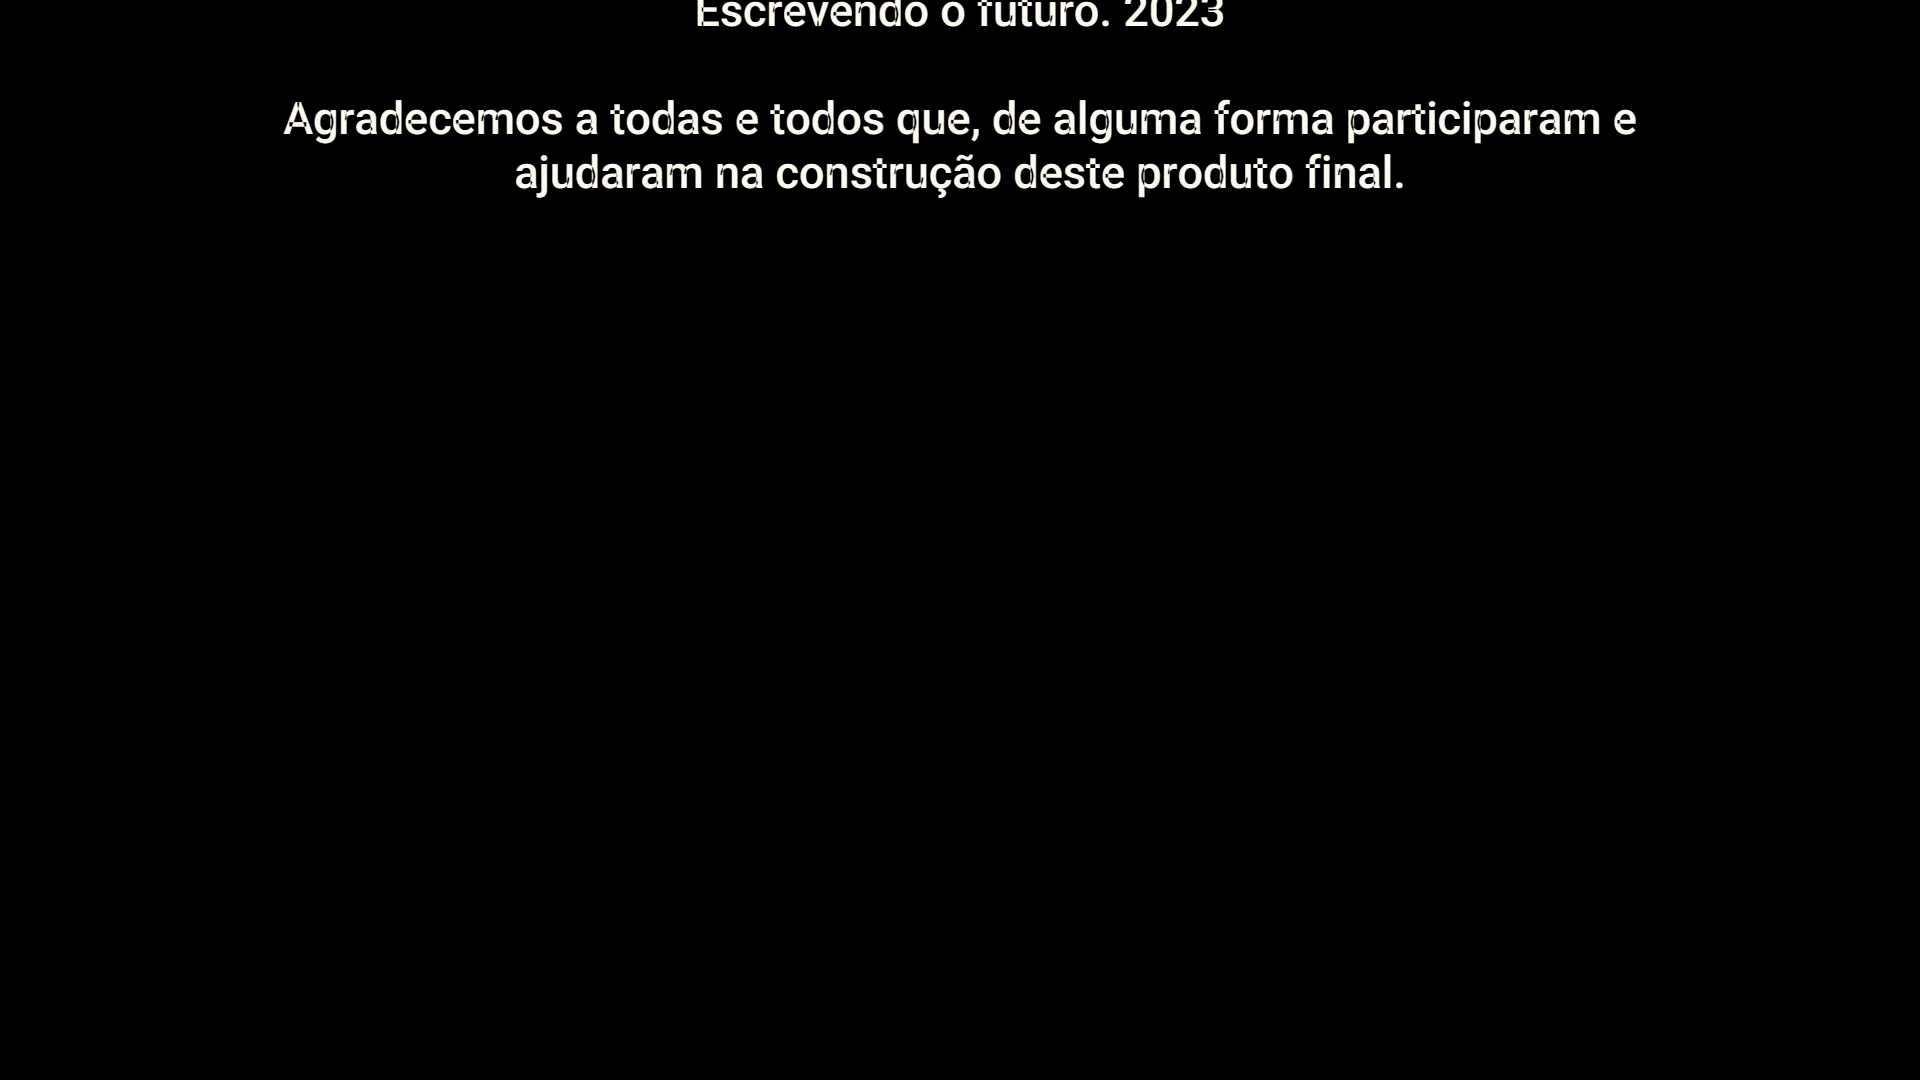 Escrevendo o futuro. 2023
Agradecemos a todas e todos que, de alguma forma participaram e
ajudaram na construção deste produto final.